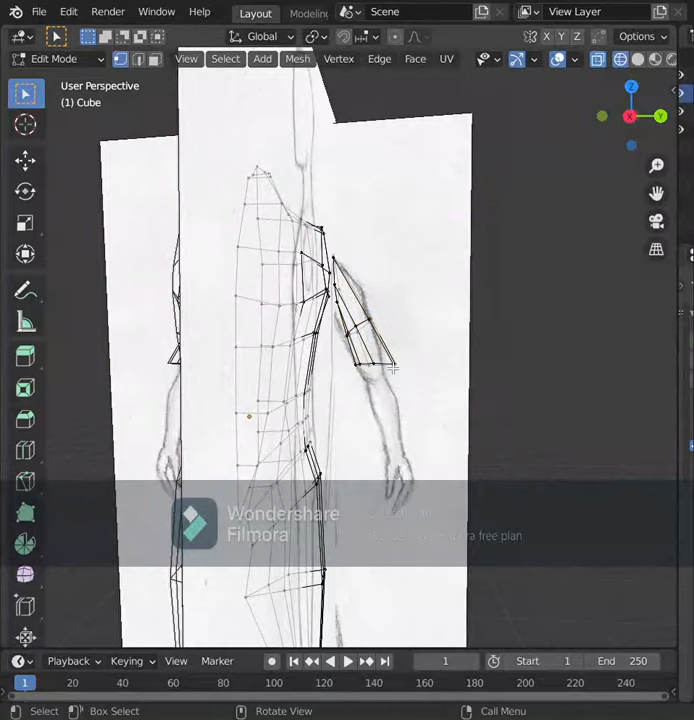 File Edit Render Window Help Layout Modeling Scene View Layer
Global Options
X Y Z
Edit Mode View Select Add Mesh Vertex Edge Face UV
User Perspective
(1) Cube
Z
X
Y
Wondershare
Filmora
a free plan
Playback Keying View Marker 1 Start 1 End 250
1 20 40 60 80 100 120 140 160 180 200 220 240
Select Box Select Rotate View Call Menu